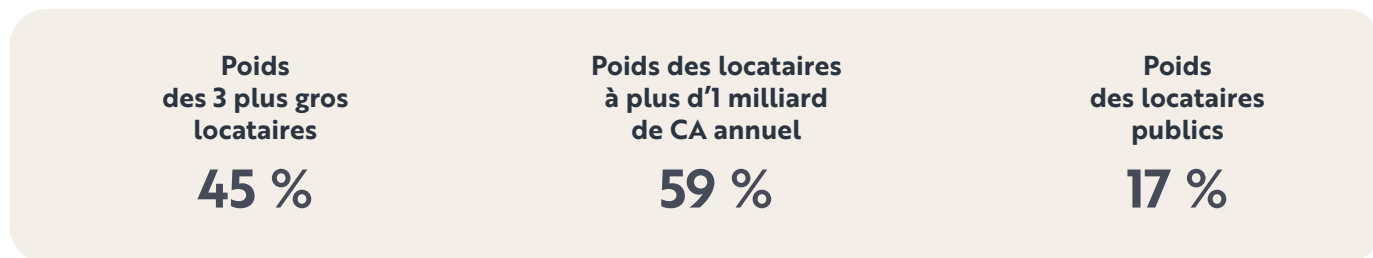 Poids
des 3 plus gros
locataires
45 %
Poids des locataires
à plus d’1 milliard
de CA annuel
59 %
Poids
des locataires
publics
17 %